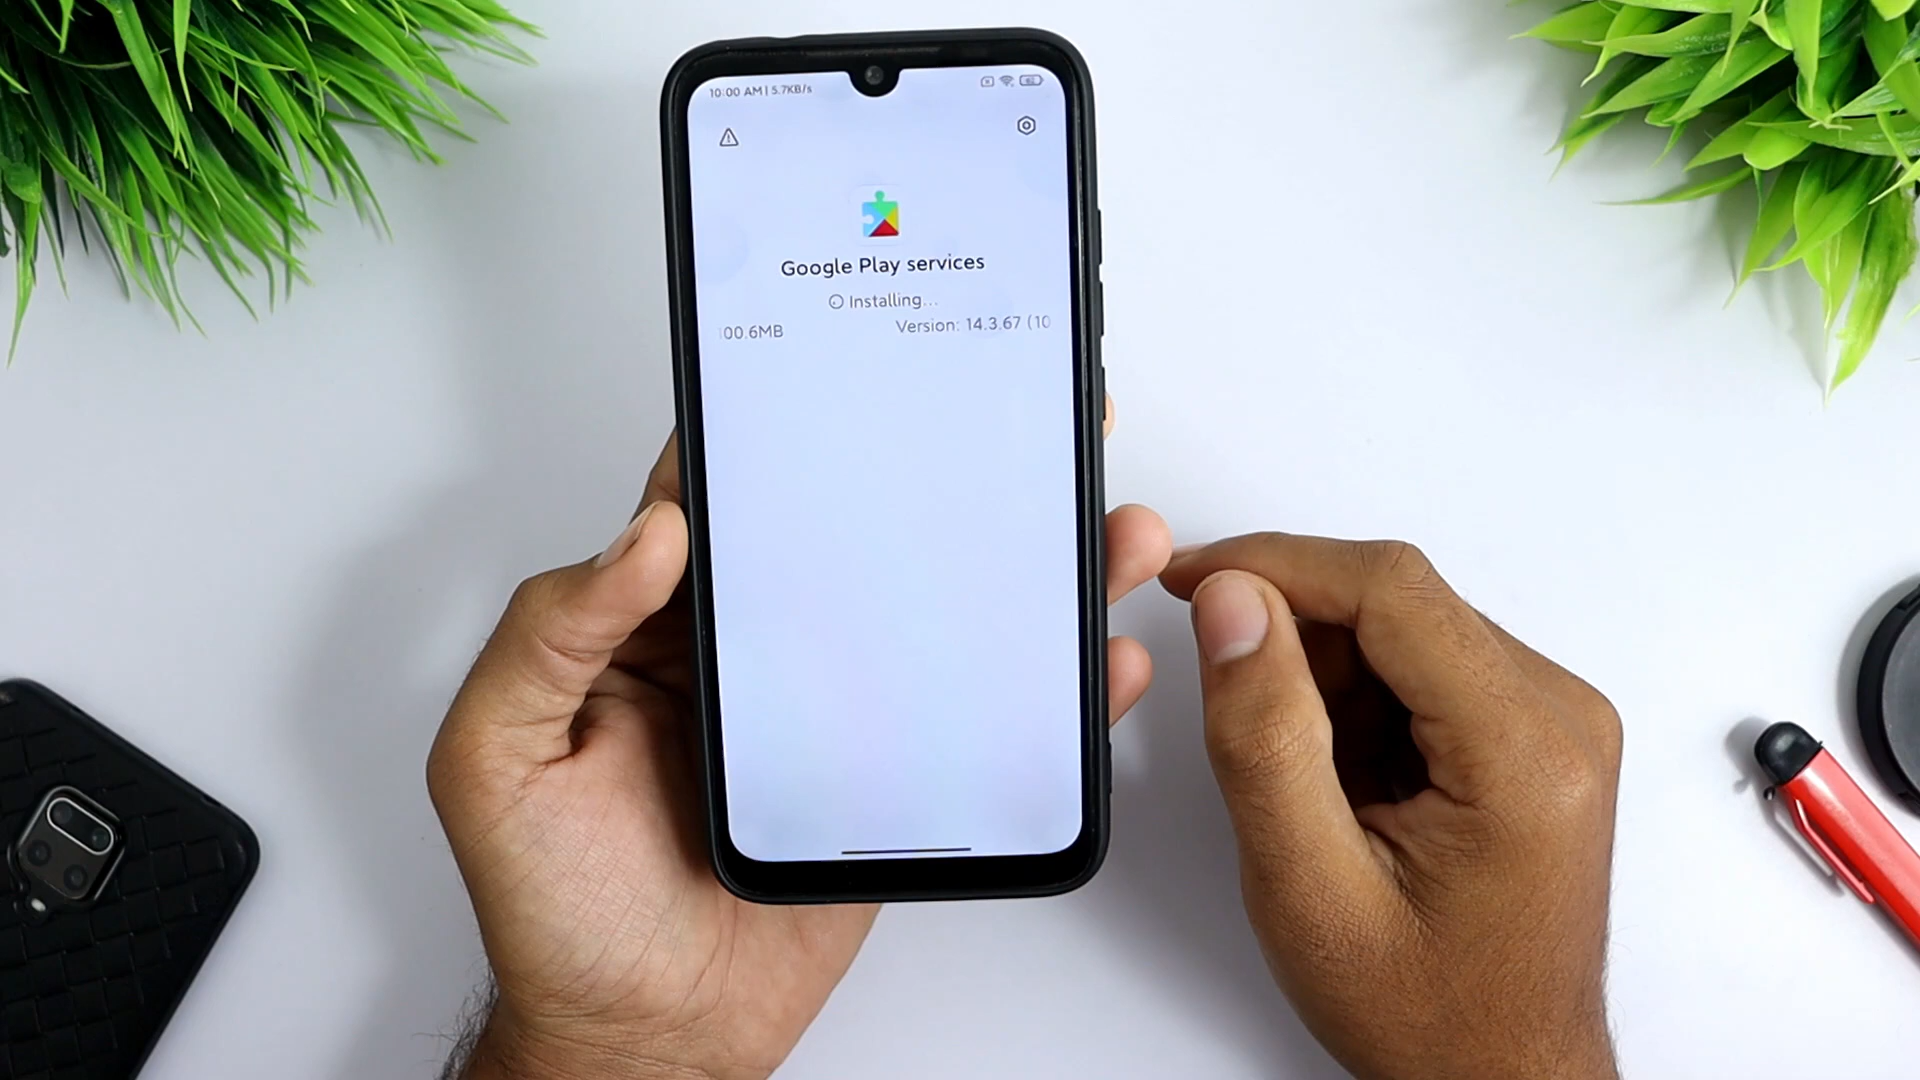 10:00 AM | 5.7KB/s
Google Play services
Installing...
00.6MB
Version: 14.3.67 (10